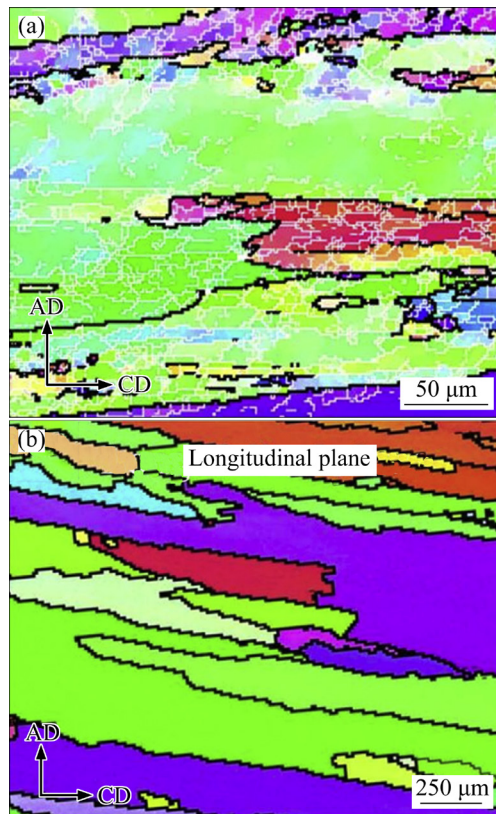 (a)
AD
CD
50 μm
(b)
Longitudinal plane
AD
CD
250 μm